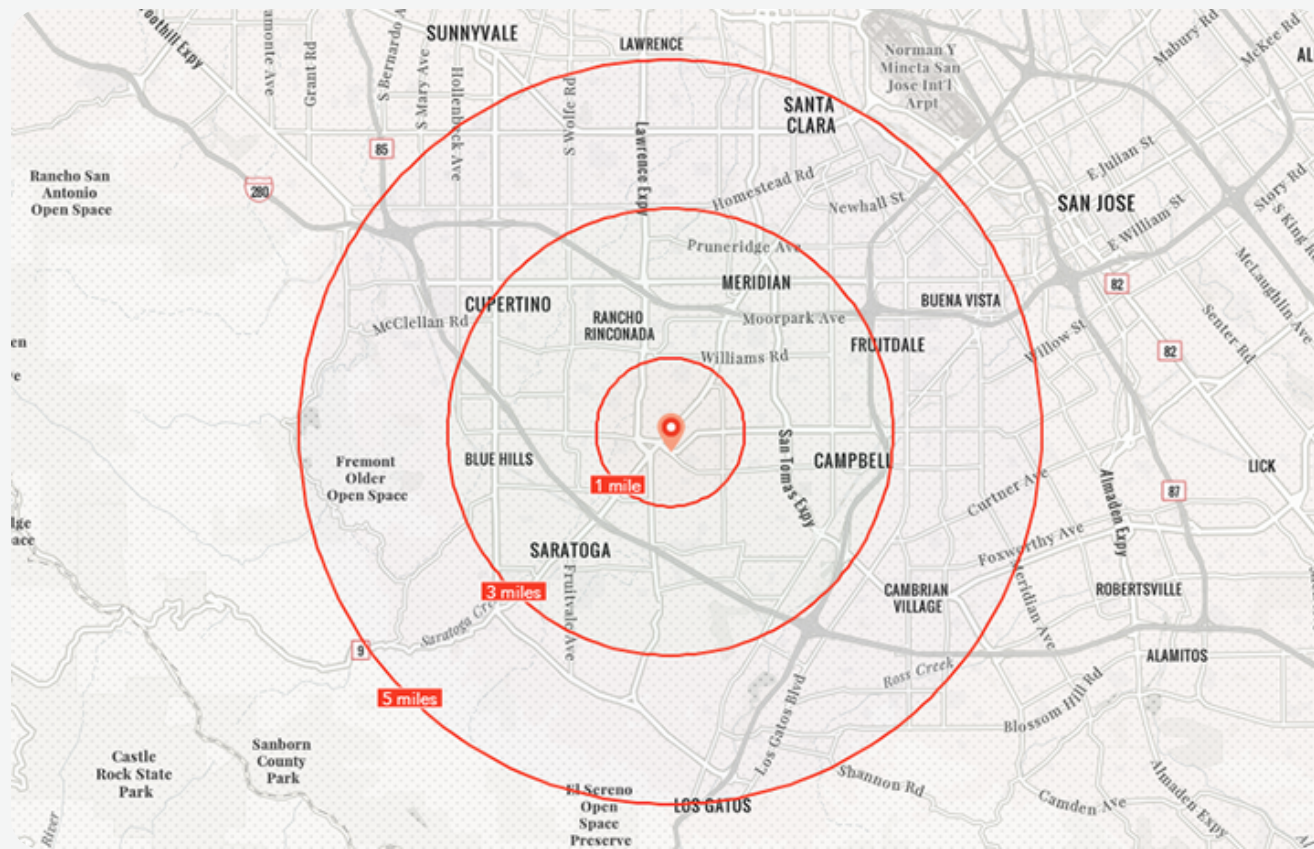 SUNNYVALE
LAWRENCE
Foothill Expy
Grant Rd
S Bernardo A
S Mary Ave
Hollenbeck Ave
S Wolfe Rd
Lawrence Expy
Norman Y
Mineta San
Jose Int'l
Arpt
Mabury Rd
McKee Rd
AL
SANTA
CLARA
85
280
Rancho San
Antonio
Open Space
Homestead Rd
Newhall St
E Julian St
SAN JOSE
E William St
Story Rd
S King Rd
Pruneridge Ave
MERIDIAN
CUPERTINO
RANCHO
RINCONADA
McClellan Rd
Moorpark Ave
BUENA VISTA
82
McLaughlin Ave
Senter Rd
82
Willow St
FRUITDALE
Williams Rd
BLUE HILLS
Fremont
Older
Open Space
1 mile
San Tomas Expy
CAMPBELL
LICK
87
Curtner Ave
Almaden Expy
Foxworthy Ave
Meridian Ave
SARATOGA
3 miles
Fruitvale Ave
CAMBRIAN
VILLAGE
ROBERTSVILLE
ALAMITOS
9
5 miles
Ross Creek
Blossom Hill Rd
Los Gatos Blvd
Shannon Rd
Camden Ave
Almaden Expy
Castle
Rock State
Park
Sanborn
County
Park
El Sereno
Open
Space
Preserve
LOS GATOS
River